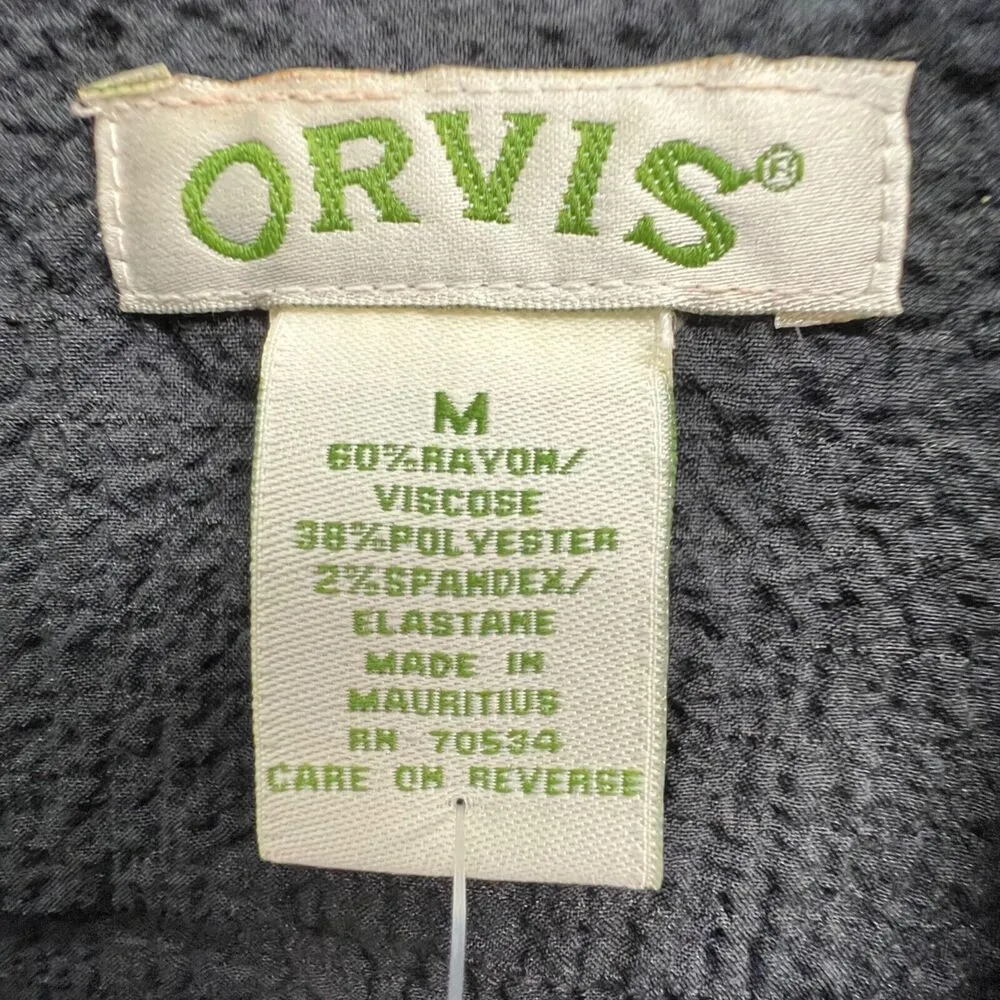 ORVIS®
M
60%RAYON/
VISCOSE
38%POLYESTER
2%SPANDEX/
ELASTANE
MADE IN
MAURITIUS
RN 70534
CARE ON REVERSE